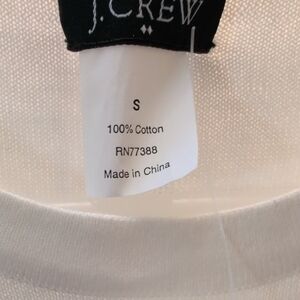 J.CREW
S
100% Cotton
RN77388
Made in China